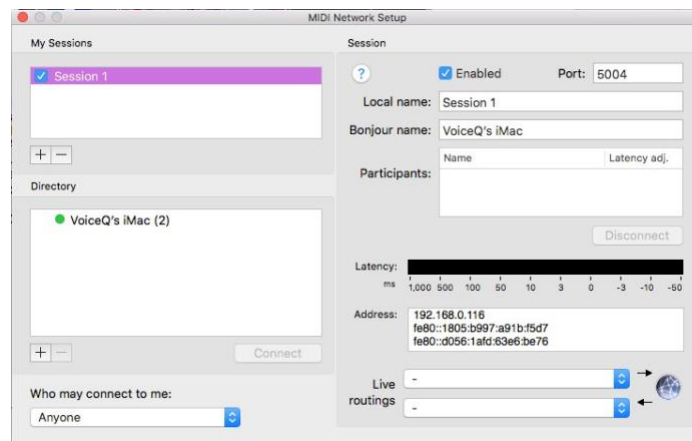 MIDI Network Setup
My Sessions
Session 1
+ −
Directory
VoiceQ's iMac (2)
+ −
Connect
Who may connect to me:
Anyone
Session
?
Enabled
Port: 5004
Local name: Session 1
Bonjour name: VoiceQ's iMac
Participants:
Name Latency adj.
Disconnect
Latency:
ms 1,000 500 100 50 10 3 0 -3 -10 -50
Address: 192.168.0.116
fe80::1805:b997:a91b:f5d7
fe80::d056:1afd:63e6:be76
Live routings
-
-